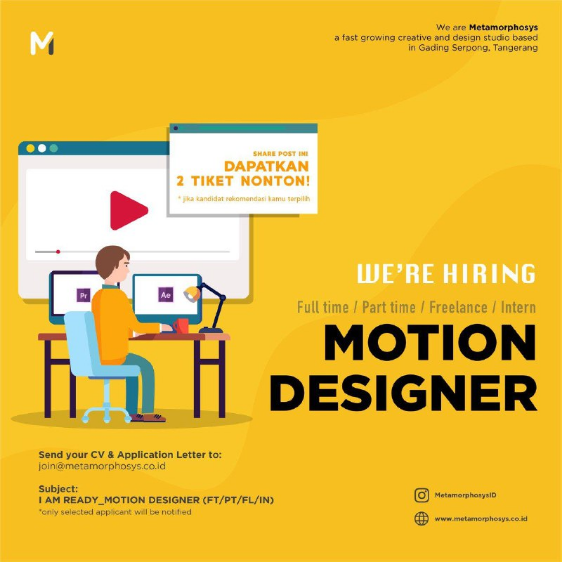 M
We are Metamorphosys
a fast growing creative and design studio based
in Gading Serpong, Tangerang
SHARE POST INI
DAPATKAN
2 TIKET NONTON!
* jika kandidat rekomendasi kamu terpilih
Pr
Ae
WE'RE HIRING
Full time / Part time / Freelance / Intern
MOTION
DESIGNER
Send your CV & Application Letter to:
join@metamorphosys.co.id
Subject:
I AM READY_MOTION DESIGNER (FT/PT/FL/IN)
*only selected applicant will be notified
MetamorphosysID
www.metamorphosys.co.id